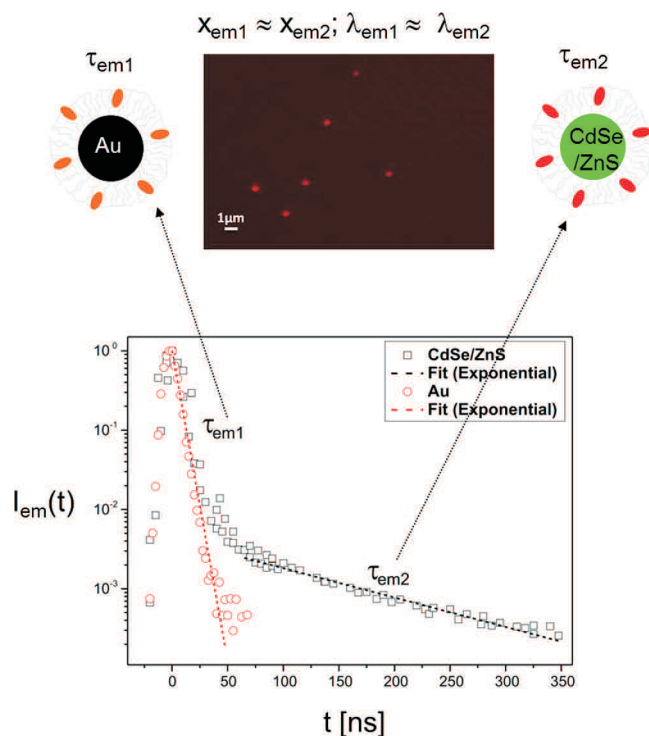 x_em1 ≈ x_em2; λ_em1 ≈ λ_em2
τ_em1
τ_em2
Au
CdSe
/ZnS
1µm
CdSe/ZnS
Fit (Exponential)
Au
Fit (Exponential)
τ_em1
τ_em2
I_em(t)
10^0
10^-1
10^-2
10^-3
0 50 100 150 200 250 300 350
t [ns]